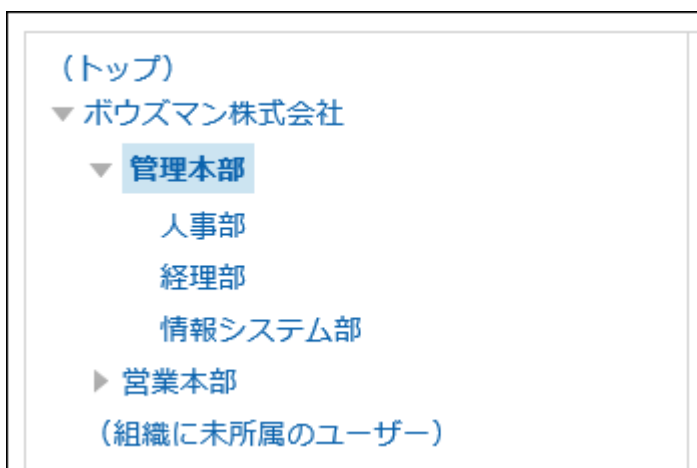 （トップ）
ボウズマン株式会社
管理本部
人事部
経理部
情報システム部
営業本部
（組織に未所属のユーザー）